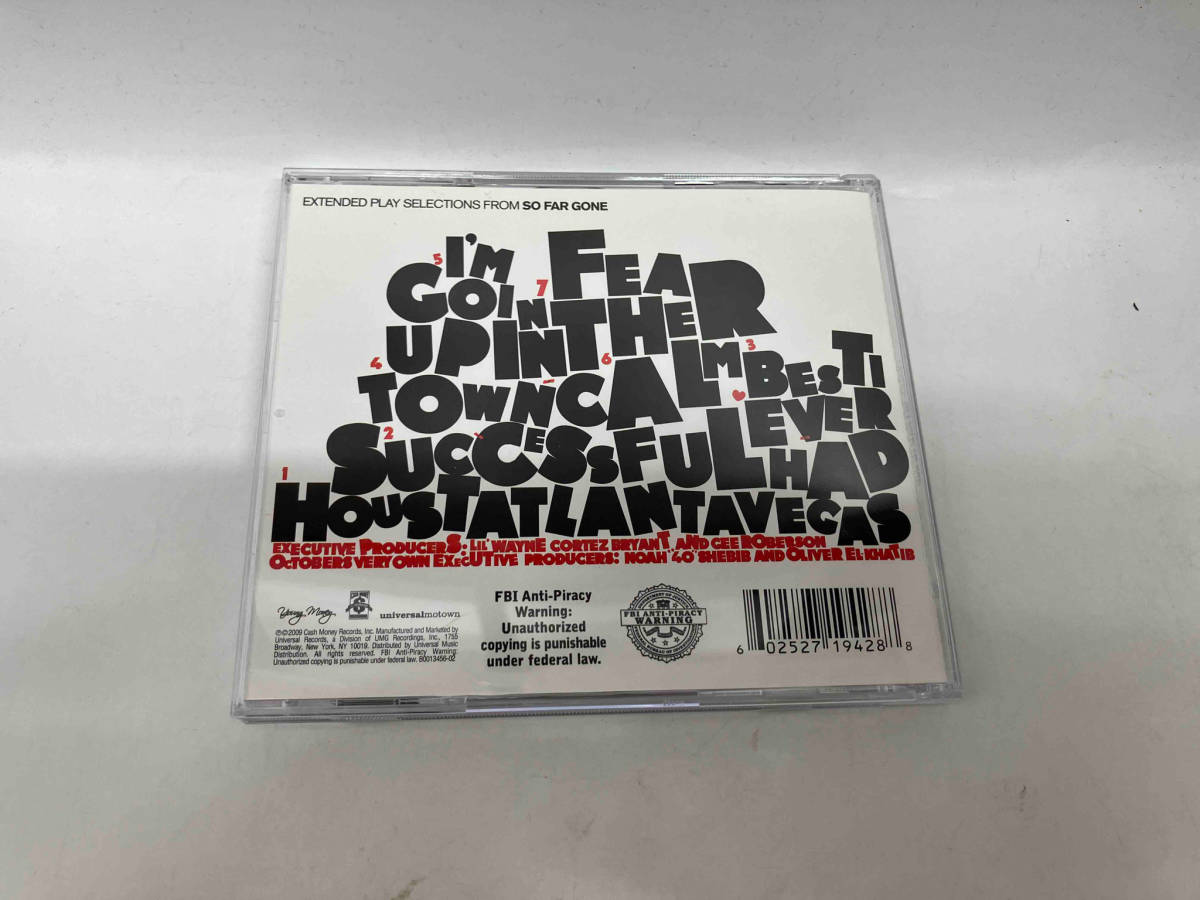 EXTENDED PLAY SELECTIONS FROM SO FAR GONE
5 I'M
GOIN
7 FEAR
UP IN THER
4 TOWN
6 CALM
3 BEST I
EVER
2 SUCCESSFUL
HAD
1 HOUSTATLANTAVEGAS
EXECUTIVE PRODUCERS: LIL' WAYNE CORTEZ BRYANT AND GEE ROBERSON
OCTOBERS VERY OWN EXECUTIVE PRODUCERS: NOAH "40" SHEBIB AND OLIVER EL-KHATIB
Young Money
universalmotown
℗©2009 Cash Money Records, Inc. Manufactured and Marketed by
Universal Records, a Division of UMG Recordings, Inc., 1755
Broadway, New York, NY 10019. Distributed by Universal Music
Distribution. All rights reserved. FBI Anti-Piracy Warning:
Unauthorized copying is punishable under federal law. B0013456-02
FBI Anti-Piracy
Warning:
Unauthorized
copying is punishable
under federal law.
FBI ANTI-PIRACY
WARNING
6 02527 19428 8